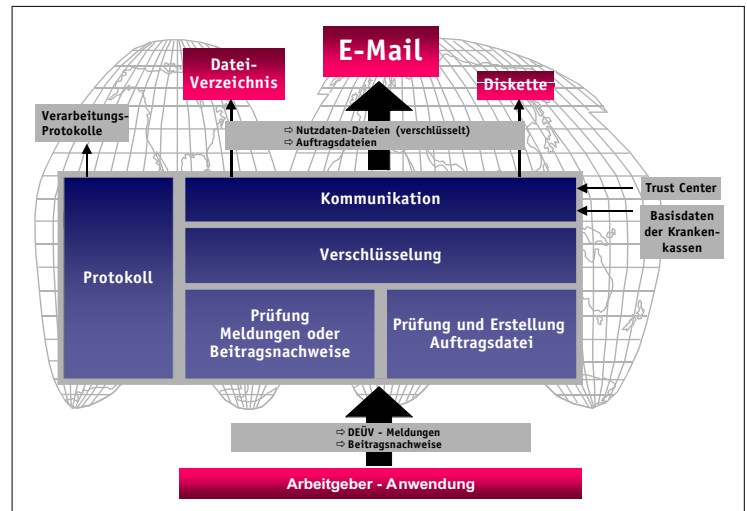 E-Mail
Datei-
Verzeichnis
Diskette
Verarbeitungs-
Protokolle
⇨ Nutzdaten-Dateien (verschlüsselt)
⇨ Auftragsdateien
Kommunikation
Trust Center
Basisdaten
der Kranken-
kassen
Verschlüsselung
Protokoll
Prüfung
Meldungen oder
Beitragsnachweise
Prüfung und Erstellung
Auftragsdatei
⇨ DEÜV - Meldungen
⇨ Beitragsnachweise
Arbeitgeber - Anwendung